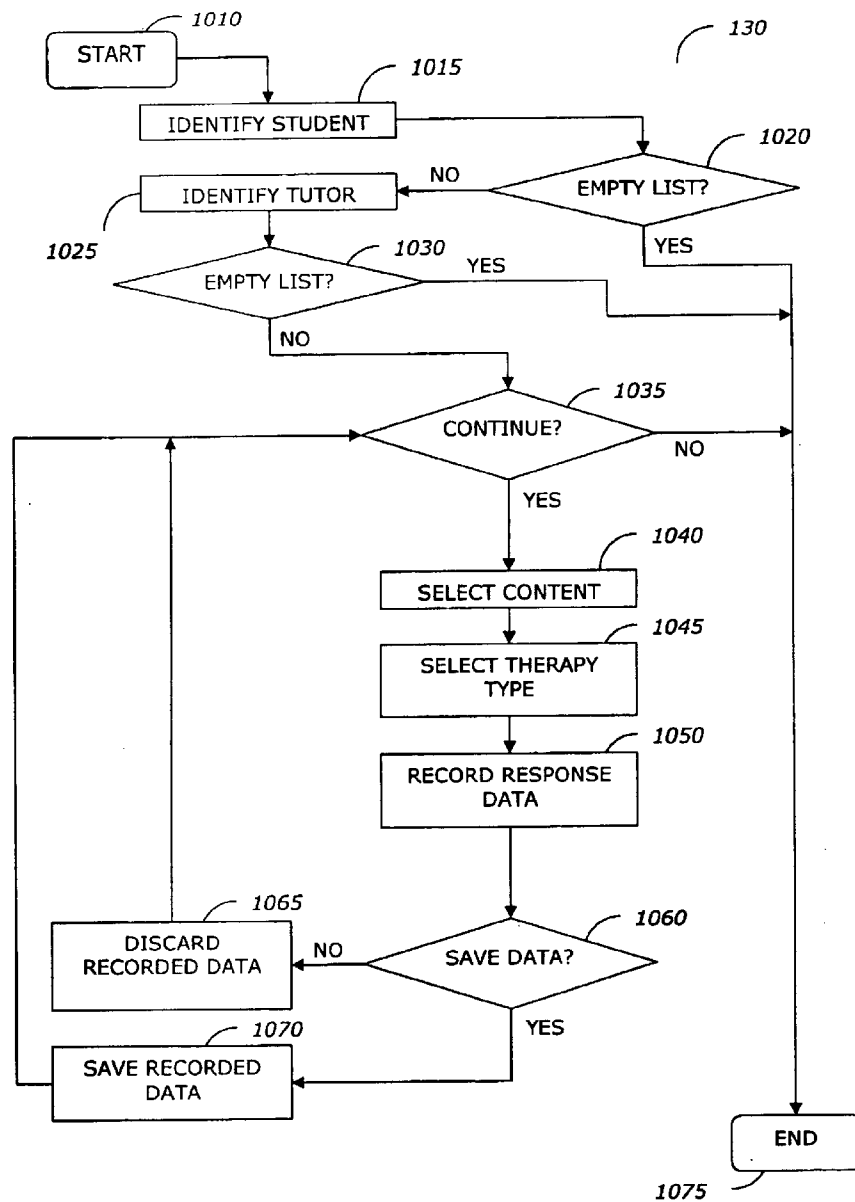 1010
START
130
1015
IDENTIFY STUDENT
1020
EMPTY LIST?
NO
IDENTIFY TUTOR
1025
YES
1030
EMPTY LIST?
YES
NO
1035
CONTINUE?
NO
YES
1040
SELECT CONTENT
1045
SELECT THERAPY
TYPE
1050
RECORD RESPONSE
DATA
1065
DISCARD
RECORDED DATA
NO
1060
SAVE DATA?
YES
1070
SAVE RECORDED
DATA
END
1075